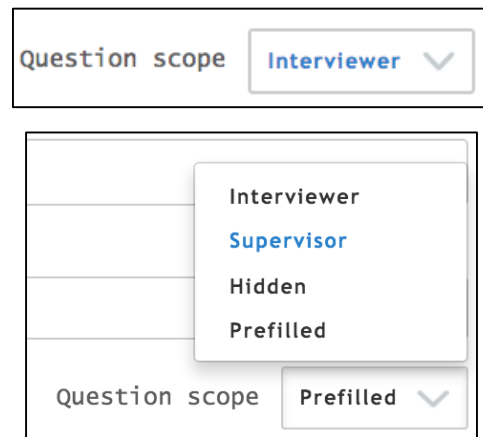 Question scope Interviewer
Interviewer
Supervisor
Hidden
Prefilled
Question scope Prefilled